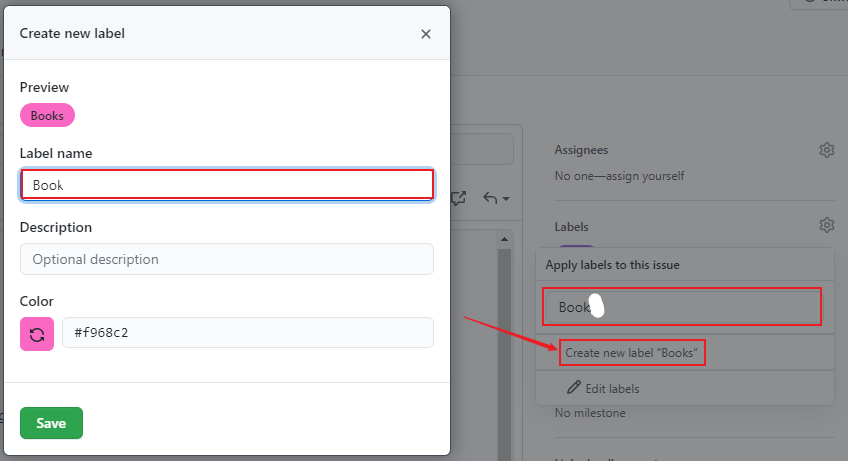 Create new label
Preview
Books
Label name
Book
Description
Optional description
Color
#f968c2
Save
Assignees
No one—assign yourself
Labels
Apply labels to this issue
Book
Create new label "Books"
Edit labels
No milestone